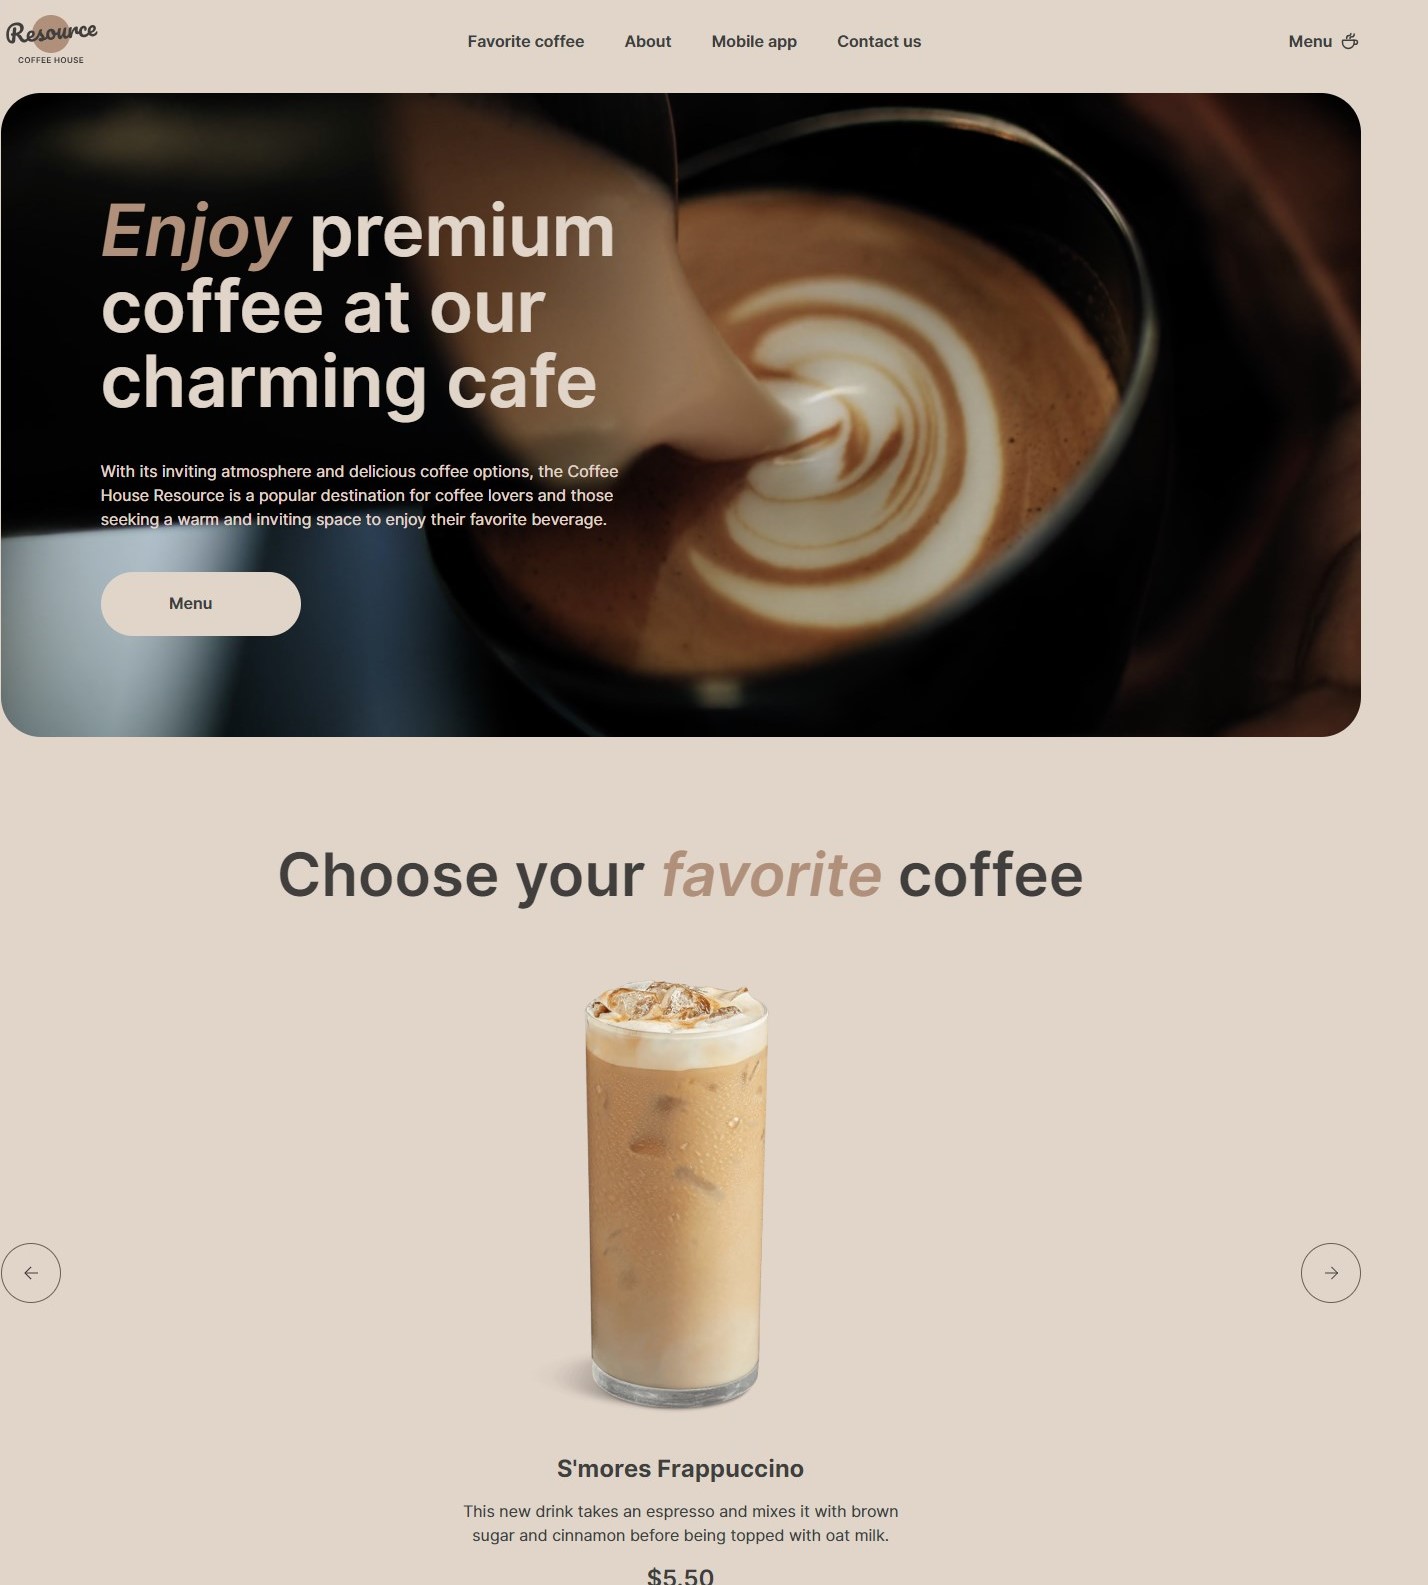 Resource
COFFEE HOUSE
Favorite coffee
About
Mobile app
Contact us
Menu
Enjoy premium
coffee at our
charming cafe
With its inviting atmosphere and delicious coffee options, the Coffee
House Resource is a popular destination for coffee lovers and those
seeking a warm and inviting space to enjoy their favorite beverage.
Menu
Choose your favorite coffee
S'mores Frappuccino
This new drink takes an espresso and mixes it with brown
sugar and cinnamon before being topped with oat milk.
$5.50